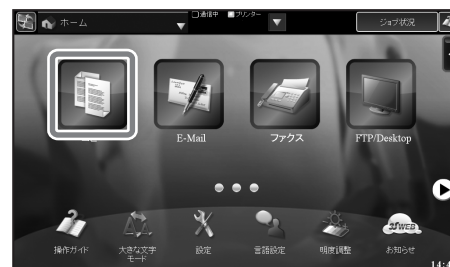 ホーム
通信中 プリンター
ジョブ状況
E-Mail
ファクス
FTP/Desktop
操作ガイド
大きな文字
モード
設定
言語設定
明度調整
WEB
お知らせ